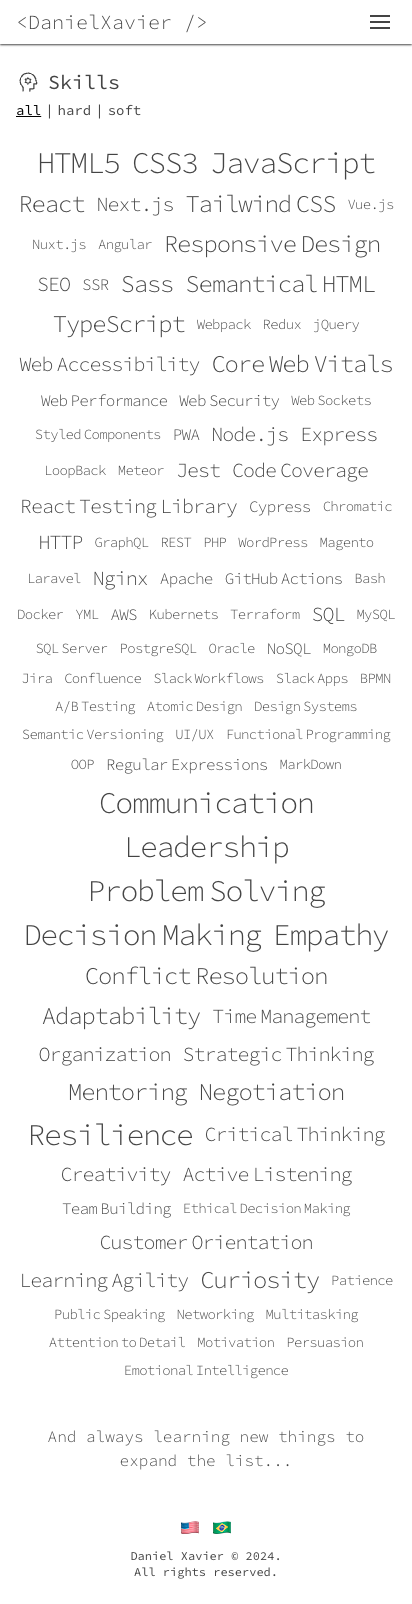 <DanielXavier />
Skills
all | hard | soft
HTML5 CSS3 JavaScript
React Next.js Tailwind CSS Vue.js
Nuxt.js Angular Responsive Design
SEO SSR Sass Semantical HTML
TypeScript Webpack Redux jQuery
Web Accessibility Core Web Vitals
Web Performance Web Security Web Sockets
Styled Components PWA Node.js Express
LoopBack Meteor Jest Code Coverage
React Testing Library Cypress Chromatic
HTTP GraphQL REST PHP WordPress Magento
Laravel Nginx Apache GitHub Actions Bash
Docker YML AWS Kubernetes Terraform SQL MySQL
SQL Server PostgreSQL Oracle NoSQL MongoDB
Jira Confluence Slack Workflows Slack Apps BPMN
A/B Testing Atomic Design Design Systems
Semantic Versioning UI/UX Functional Programming
OOP Regular Expressions MarkDown
Communication
Leadership
Problem Solving
Decision Making Empathy
Conflict Resolution
Adaptability Time Management
Organization Strategic Thinking
Mentoring Negotiation
Resilience Critical Thinking
Creativity Active Listening
Team Building Ethical Decision Making
Customer Orientation
Learning Agility Curiosity Patience
Public Speaking Networking Multitasking
Attention to Detail Motivation Persuasion
Emotional Intelligence
And always learning new things to
expand the list...
Daniel Xavier © 2024.
All rights reserved.